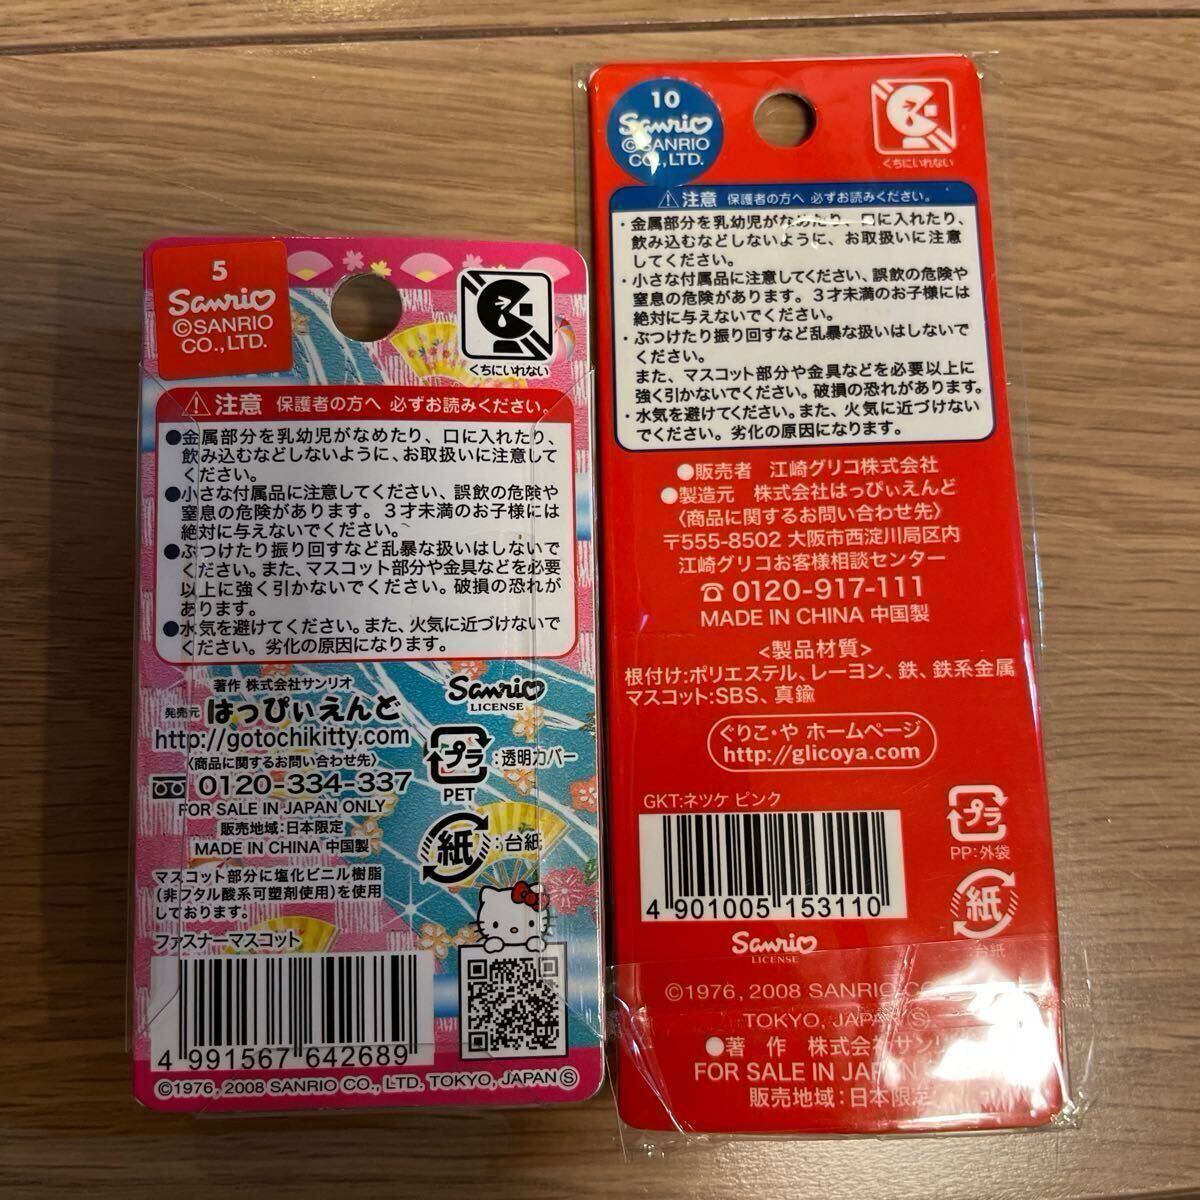 5
Sanrio
©SANRIO
CO.,LTD.
くちにいれない
⚠注意 保護者の方へ 必ずお読みください。
●金属部分を乳幼児がなめたり、口に入れたり、
飲み込むなどしないように、お取扱いに注意して
ください。
●小さな付属品に注意してください、誤飲の危険や
窒息の危険があります。3才未満のお子様には
絶対に与えないでください。
●ぶつけたり振り回すなど乱暴な扱いはしないで
ください。また、マスコット部分や金具などを必要
以上に強く引かないでください。破損の恐れが
あります。
●水気を避けてください。また、火気に近づけないで
ください。劣化の原因になります。
著作 株式会社サンリオ
発売元 はっぴぃえんど
http://gotochikitty.com
〈商品に関するお問い合わせ先〉
0120-334-337
FOR SALE IN JAPAN ONLY
販売地域:日本限定
MADE IN CHINA 中国製
Sanrio
LICENSE
プラ :透明カバー
PET
紙 :台紙
マスコット部分に塩化ビニル樹脂
(非フタル酸系可塑剤使用)を使用
しております。
ファスナーマスコット
4 991567 642689
©1976, 2008 SANRIO CO., LTD. TOKYO, JAPAN Ⓢ
10
Sanrio
©SANRIO
CO., LTD.
くちにいれない
⚠注意 保護者の方へ 必ずお読みください。
・金属部分を乳幼児がなめたり、口に入れたり、
飲み込むなどしないように、お取扱いに注意
してください。
・小さな付属品に注意してください、誤飲の危険や
窒息の危険があります。3才未満のお子様には
絶対に与えないでください。
・ぶつけたり振り回すなど乱暴な扱いはしないで
ください。
また、マスコット部分や金具などを必要以上に
強く引かないでください。破損の恐れがあります。
・水気を避けてください。また、火気に近づけない
でください。劣化の原因になります。
●販売者 江崎グリコ株式会社
●製造元 株式会社はっぴぃえんど
〈商品に関するお問い合わせ先〉
〒555-8502 大阪市西淀川局区内
江崎グリコお客様相談センター
☎ 0120-917-111
MADE IN CHINA 中国製
<製品材質>
根付け:ポリエステル、レーヨン、鉄、鉄系金属
マスコット:SBS、真鍮
ぐりこ・や ホームページ
http://glicoya.com
GKT:ネツケ ピンク
4 901005 153110
プラ
PP:外袋
紙
台紙
Sanrio
LICENSE
©1976, 2008 SANRIO CO.
TOKYO, JAPAN Ⓢ
●著 作 株式会社サンリオ
FOR SALE IN JAPAN
販売地域:日本限定